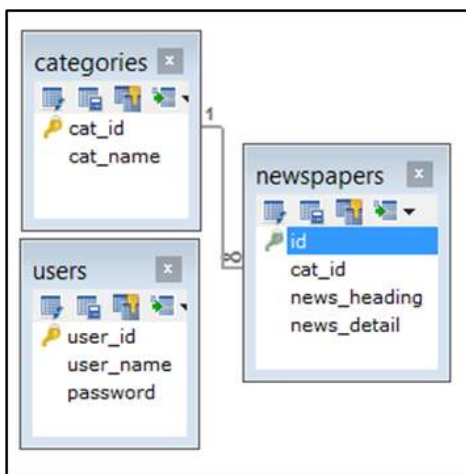 categories
cat_id
cat_name
1
∞
newspapers
id
cat_id
news_heading
news_detail
users
user_id
user_name
password